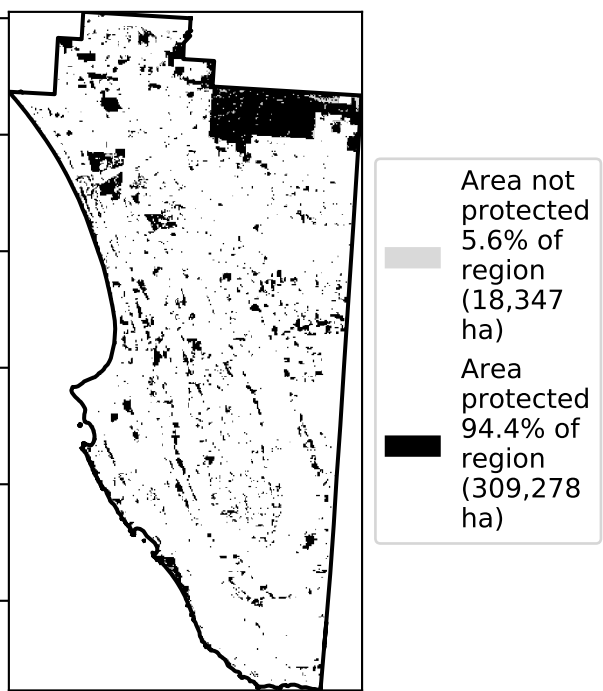 Area not
protected
5.6% of
region
(18,347
ha)
Area
protected
94.4% of
region
(309,278
ha)